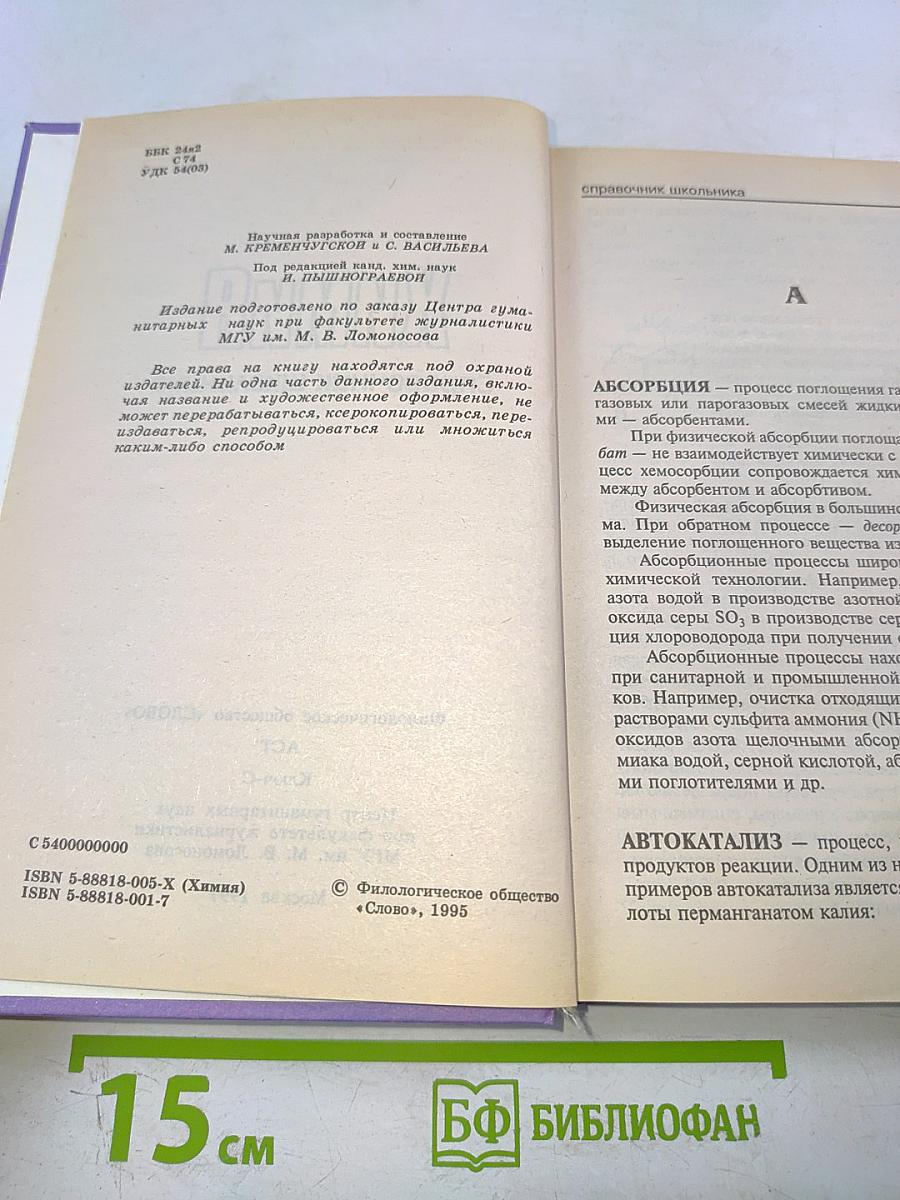 ББК 24я2
С 74
УДК 54(03)
Научная разработка и составление
М. КРЕМЕНЧУГСКОЙ и С. ВАСИЛЬЕВА
Под редакцией канд. хим. наук
И. ПЫШНОГРАЕВОЙ
Издание подготовлено по заказу Центра гума-
нитарных наук при факультете журналистики
МГУ им. М. В. Ломоносова
Все права на книгу находятся под охраной
издателей. Ни одна часть данного издания, вклю-
чая название и художественное оформление, не
может перерабатываться, ксерокопироваться, пере-
издаваться, репродуцироваться или множиться
каким-либо способом
С 5400000000
ISBN 5-88818-005-X (Химия)
ISBN 5-88818-001-7
© Филологическое общество
«Слово», 1995
справочник школьника
А
АБСОРБЦИЯ — процесс поглощения га
газовых или парогазовых смесей жидки
ми — абсорбентами.
При физической абсорбции поглоща
бат — не взаимодействует химически с
цесс хемосорбции сопровождается хим
между абсорбентом и абсорбтивом.
Физическая абсорбция в большинс
ма. При обратном процессе — десор
выделение поглощенного вещества из
Абсорбционные процессы широ
химической технологии. Например,
азота водой в производстве азотной
оксида серы SO₃ в производстве сер
ция хлороводорода при получении
Абсорбционные процессы нахо
при санитарной и промышленной
ков. Например, очистка отходящи
растворами сульфита аммония (NH
оксидов азота щелочными абсор
миака водой, серной кислотой, аб
ми поглотителями и др.
АВТОКАТАЛИЗ — процесс,
продуктов реакции. Одним из н
примеров автокатализа является
лоты перманганатом калия:
15 см
БФ БИБЛИОФАН